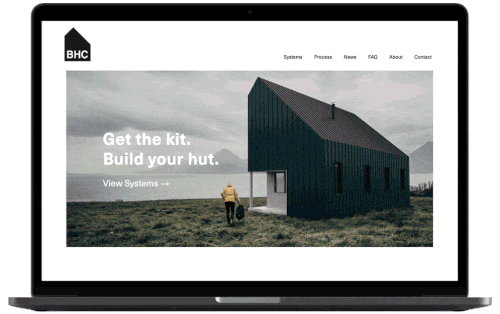 BHC
Systems Process News FAQ About Contact
Get the kit.
Build your hut.
View Systems →